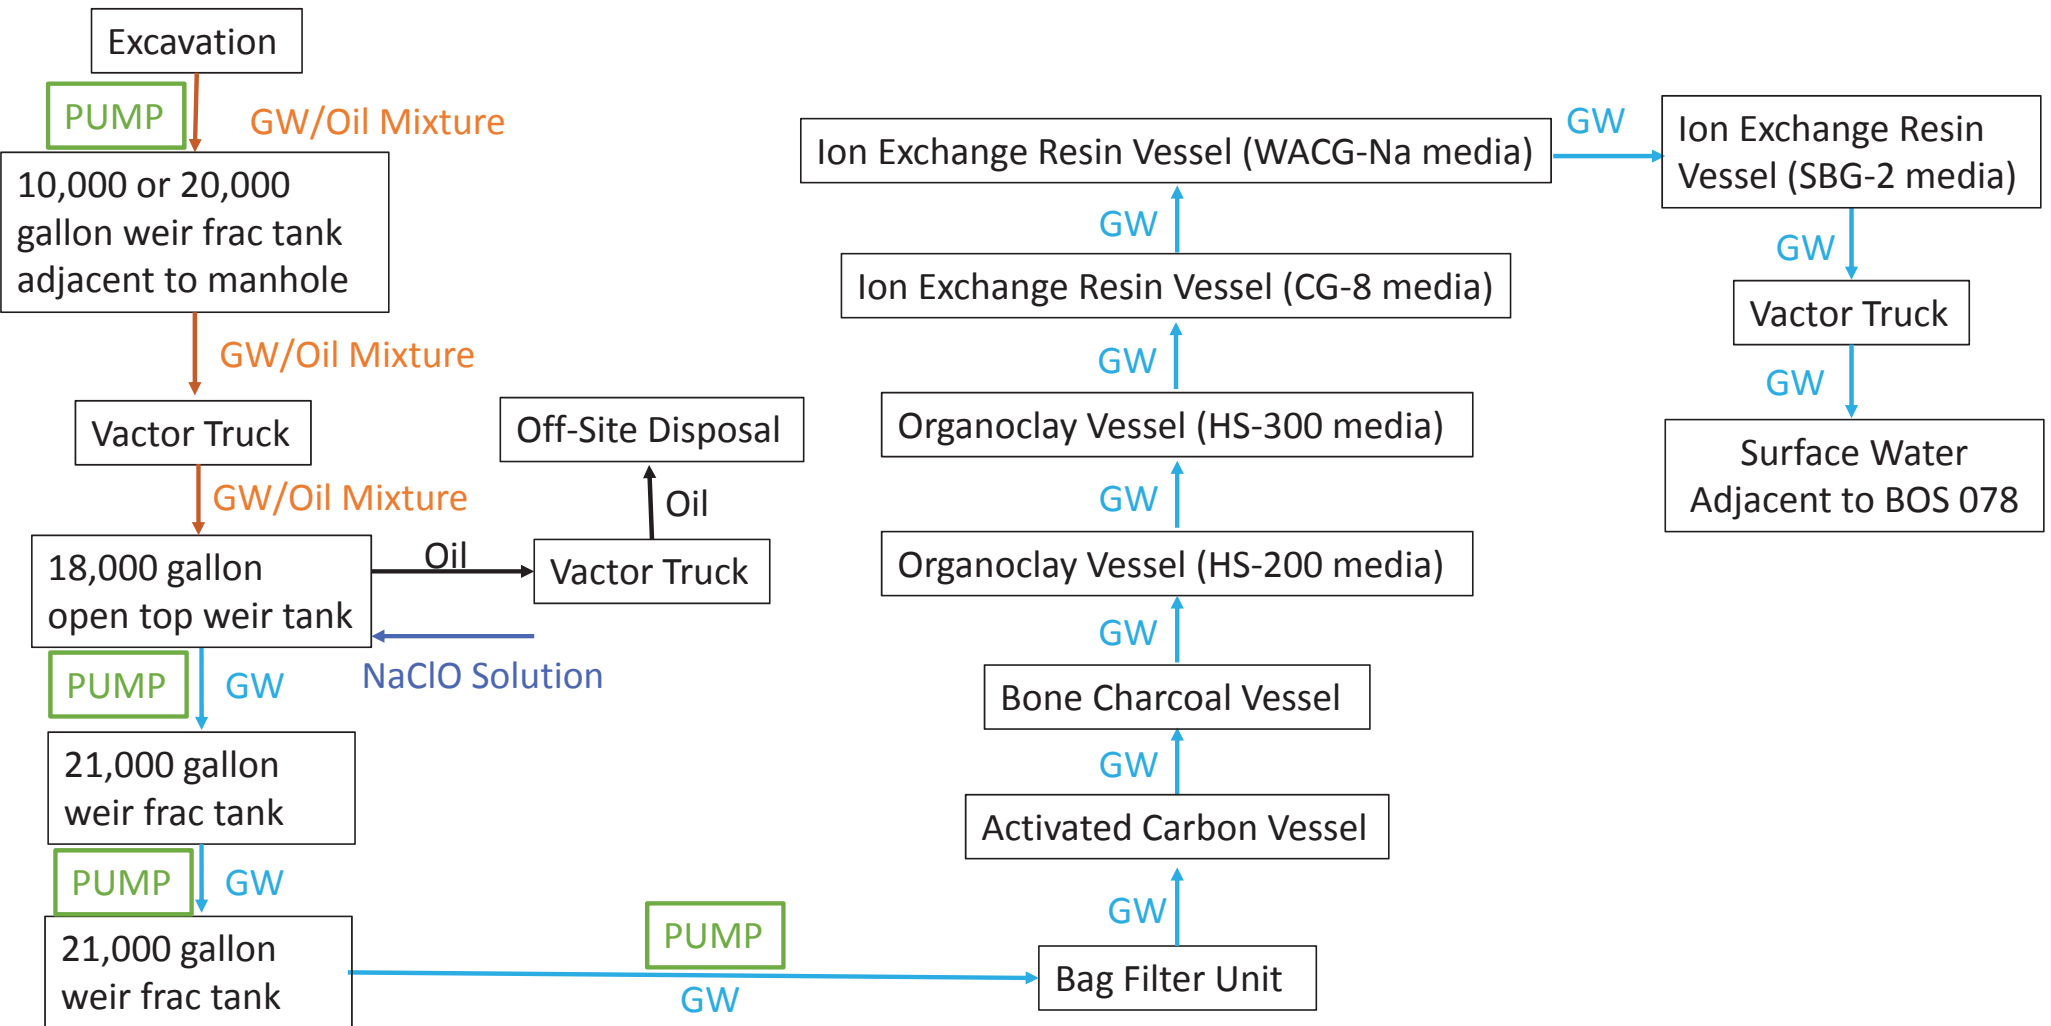 Excavation
PUMP
GW/Oil Mixture
10,000 or 20,000
gallon weir frac tank
adjacent to manhole
GW/Oil Mixture
Vactor Truck
GW/Oil Mixture
18,000 gallon
open top weir tank
Oil
Vactor Truck
Oil
Off-Site Disposal
NaClO Solution
PUMP
GW
21,000 gallon
weir frac tank
PUMP
GW
21,000 gallon
weir frac tank
PUMP
GW
Bag Filter Unit
GW
Activated Carbon Vessel
GW
Bone Charcoal Vessel
GW
Organoclay Vessel (HS-200 media)
GW
Organoclay Vessel (HS-300 media)
GW
Ion Exchange Resin Vessel (CG-8 media)
GW
Ion Exchange Resin Vessel (WACG-Na media)
GW
Ion Exchange Resin
Vessel (SBG-2 media)
GW
Vactor Truck
GW
Surface Water
Adjacent to BOS 078